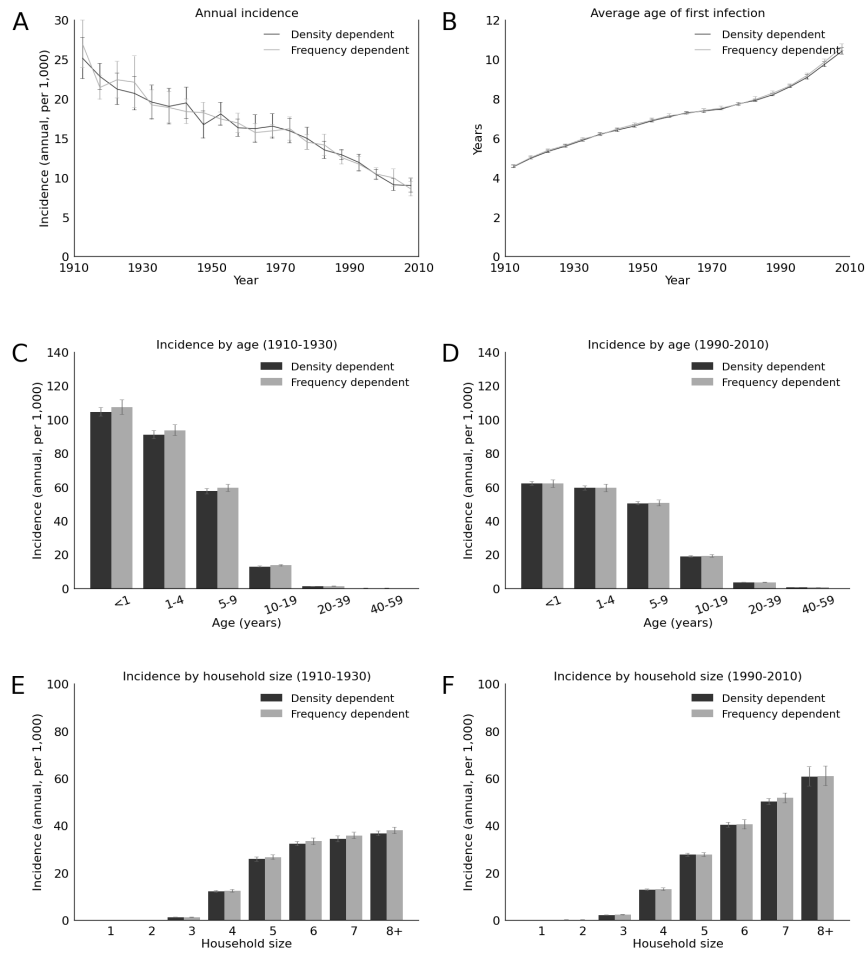 A
Annual incidence
Density dependent
Frequency dependent
30
25
20
15
10
5
0
Incidence (annual, per 1,000)
1910 1930 1950 1970 1990 2010
Year
B
Average age of first infection
Density dependent
Frequency dependent
12
10
8
6
4
2
0
Years
1910 1930 1950 1970 1990 2010
Year
C
Incidence by age (1910-1930)
Density dependent
Frequency dependent
140
120
100
80
60
40
20
0
Incidence (annual, per 1,000)
<1 1-4 5-9 10-19 20-39 40-59
Age (years)
D
Incidence by age (1990-2010)
Density dependent
Frequency dependent
140
120
100
80
60
40
20
0
Incidence (annual, per 1,000)
<1 1-4 5-9 10-19 20-39 40-59
Age (years)
E
Incidence by household size (1910-1930)
Density dependent
Frequency dependent
100
80
60
40
20
0
Incidence (annual, per 1,000)
1 2 3 4 5 6 7 8+
Household size
F
Incidence by household size (1990-2010)
Density dependent
Frequency dependent
100
80
60
40
20
0
Incidence (annual, per 1,000)
1 2 3 4 5 6 7 8+
Household size